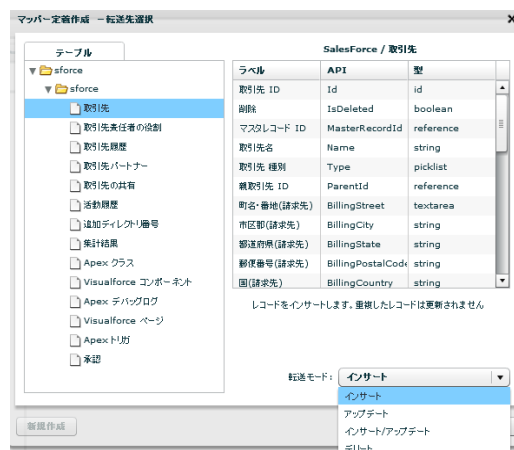 マッパー定義作成 －転送先選択
テーブル
sforce
sforce
取引先
取引先責任者の役割
取引先履歴
取引先パートナー
取引先の共有
活動履歴
追加ディレクトリ番号
集計結果
Apex クラス
Visualforce コンポーネント
Apex デバッグログ
Visualforce ページ
Apexトリガ
承認
SalesForce / 取引先
ラベル API 型
取引先 ID Id id
削除 IsDeleted boolean
マスタレコード ID MasterRecordId reference
取引先名 Name string
取引先 種別 Type picklist
親取引先 ID ParentId reference
町名・番地(請求先) BillingStreet textarea
市区郡(請求先) BillingCity string
都道府県(請求先) BillingState string
郵便番号(請求先) BillingPostalCode string
国(請求先) BillingCountry string
レコードをインサートします。重複したレコードは更新されません
転送モード： インサート
インサート
アップデート
インサート/アップデート
デリート
新規作成